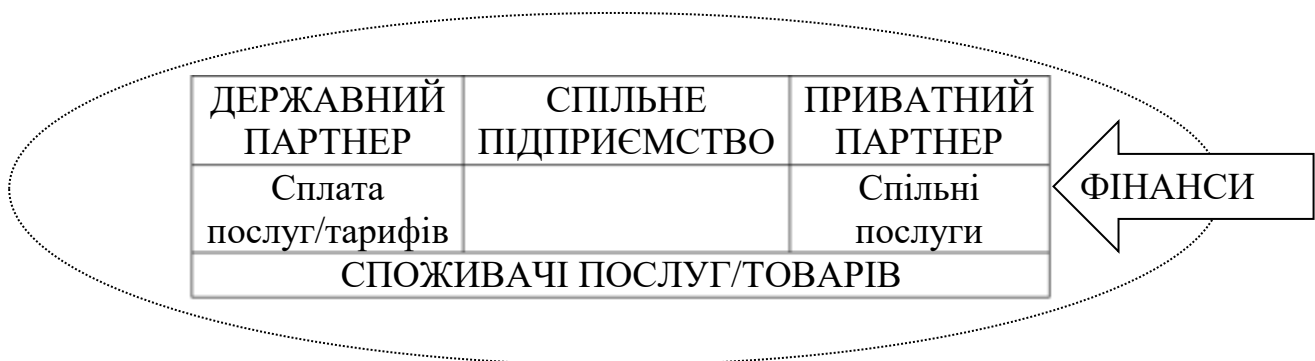 ДЕРЖАВНИЙ ПАРТНЕР
СПІЛЬНЕ ПІДПРИЄМСТВО
ПРИВАТНИЙ ПАРТНЕР
Сплата послуг/тарифів
Спільні послуги
ФІНАНСИ
СПОЖИВАЧІ ПОСЛУГ/ТОВАРІВ